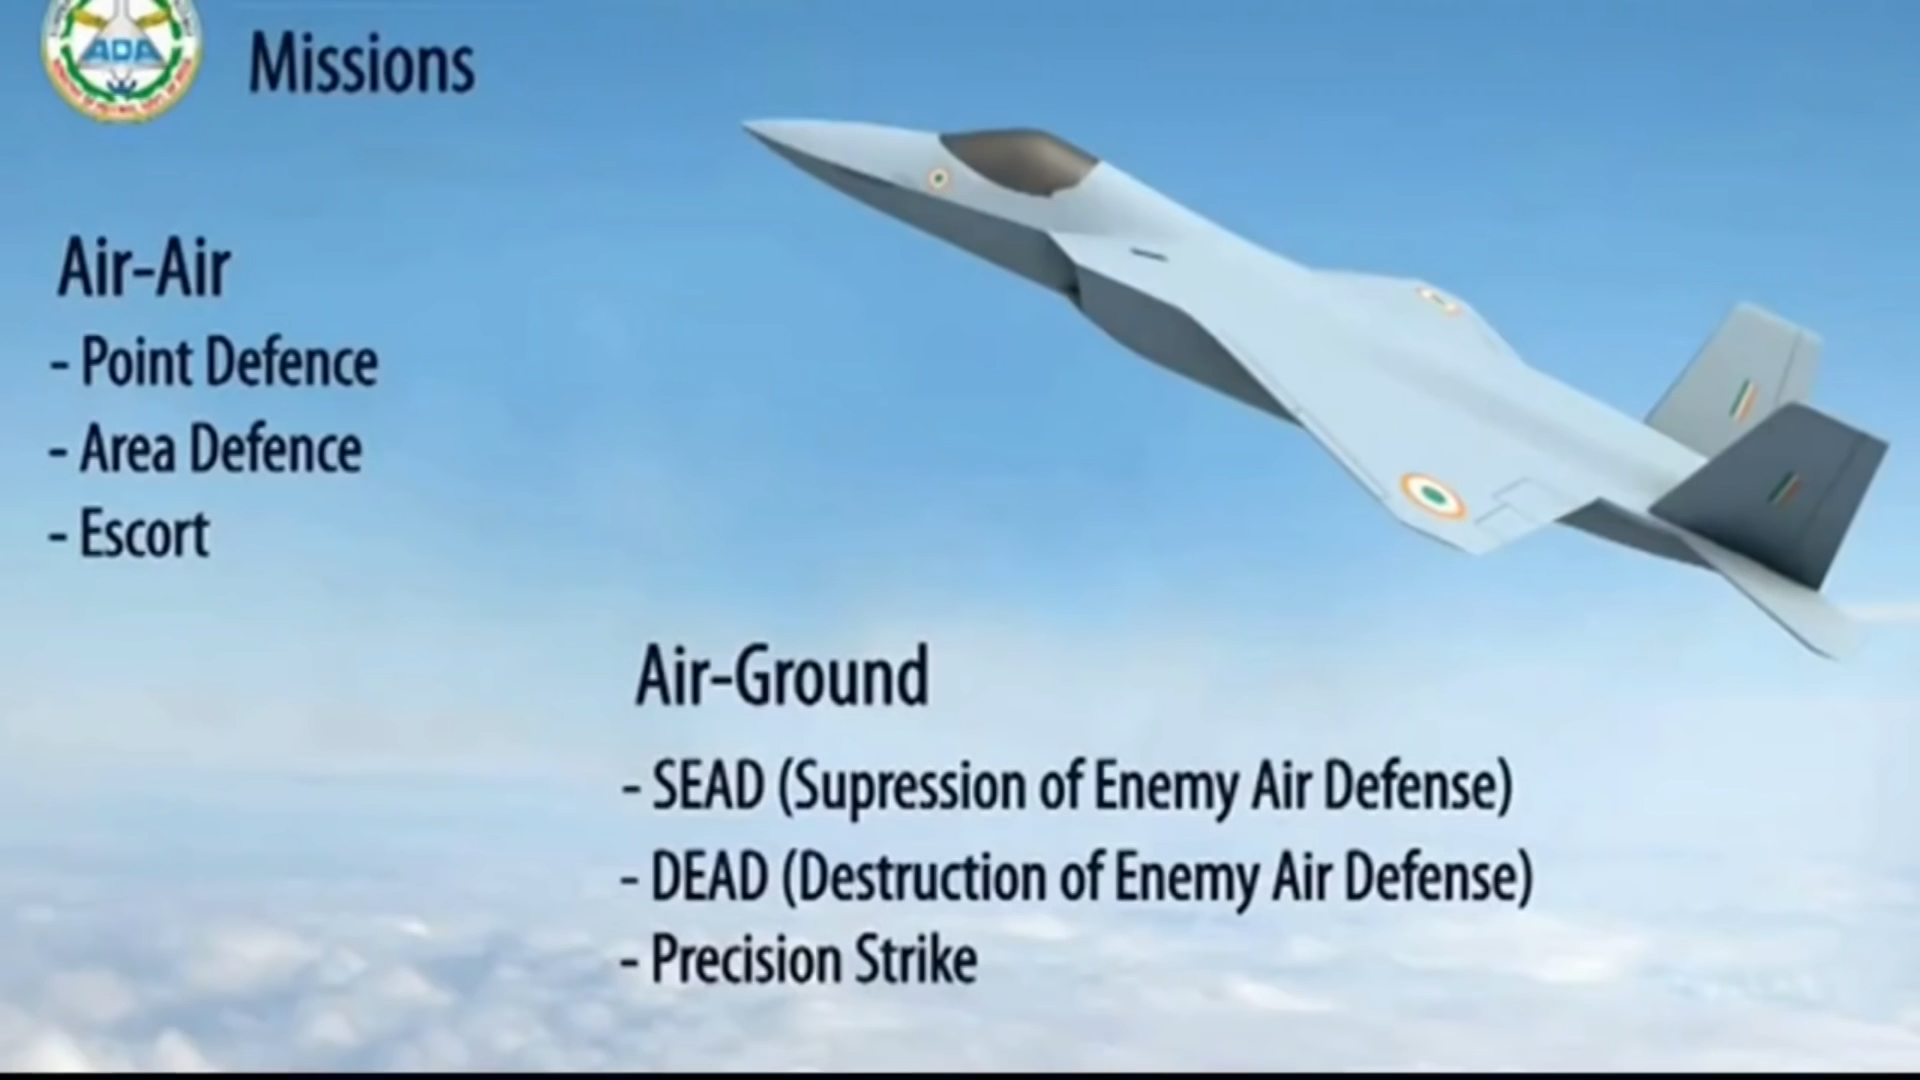 ADA
Missions
Air-Air
- Point Defence
- Area Defence
- Escort
Air-Ground
- SEAD (Supression of Enemy Air Defense)
- DEAD (Destruction of Enemy Air Defense)
- Precision Strike